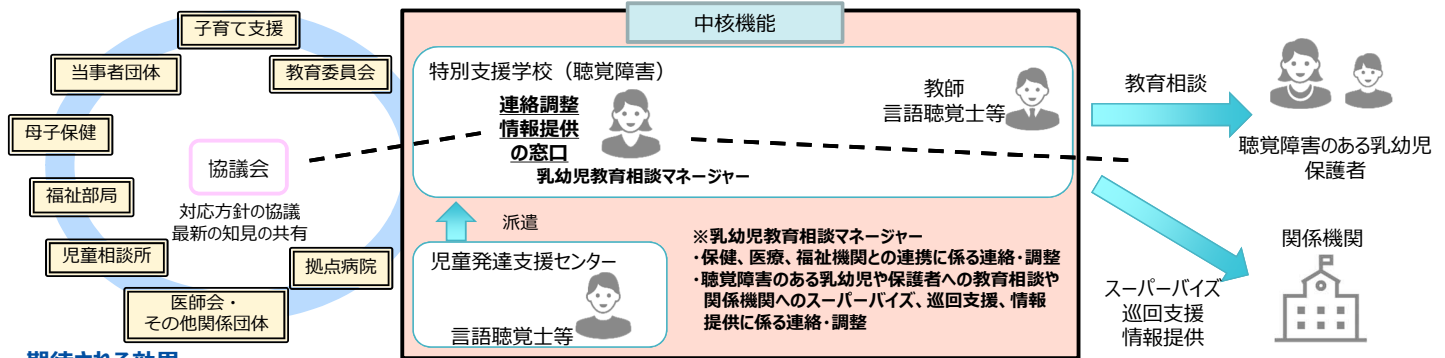 中核機能
子育て支援
当事者団体
教育委員会
母子保健
協議会
福祉部局
対応方針の協議
最新の知見の共有
児童相談所
拠点病院
医師会・
その他関係団体
特別支援学校（聴覚障害）
連絡調整
情報提供
の窓口
乳幼児教育相談マネージャー
教師
言語聴覚士等
派遣
児童発達支援センター
言語聴覚士等
※乳幼児教育相談マネージャー
・保健、医療、福祉機関との連携に係る連絡・調整
・聴覚障害のある乳幼児や保護者への教育相談や
関係機関へのスーパーバイズ、巡回支援、情報
提供に係る連絡・調整
教育相談
聴覚障害のある乳幼児
保護者
関係機関
スーパーバイズ
巡回支援
情報提供
期待される効果